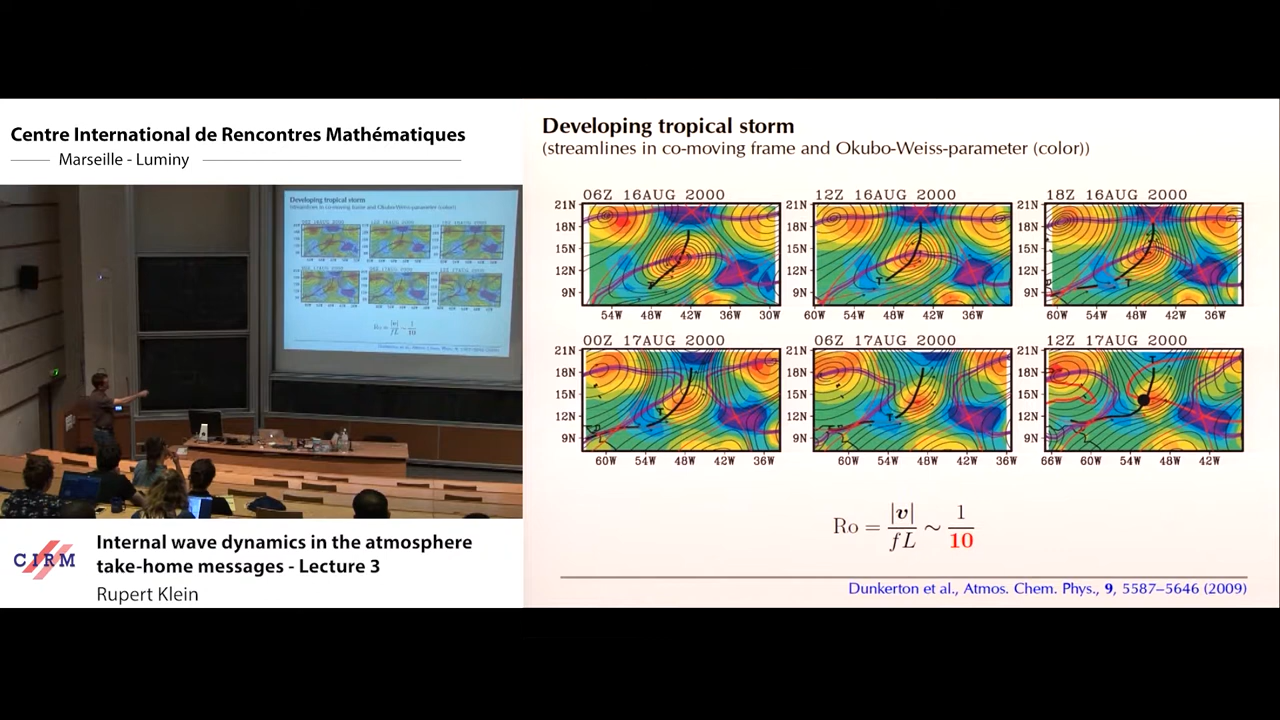 Centre International de Rencontres Mathématiques
Marseille - Luminy
Developing tropical storm
(streamlines in co-moving frame and Okubo-Weiss-parameter (color))
06Z 16AUG 2000
12Z 16AUG 2000
18Z 16AUG 2000
21N 21N 21N
18N 18N 18N
15N 15N 15N
12N 12N 12N
9N 9N 9N
54W 48W 42W 36W 30W
60W 54W 48W 42W 36W
60W 54W 48W 42W 36W
00Z 17AUG 2000
06Z 17AUG 2000
12Z 17AUG 2000
21N 21N 21N
18N 18N 18N
15N 15N 15N
12N 12N 12N
9N 9N 9N
60W 54W 48W 42W 36W
60W 54W 48W 42W 36W
66W 60W 54W 48W 42W
Ro = |v| / fL ∼ 1 / 10
Dunkerton et al., Atmos. Chem. Phys., 9, 5587–5646 (2009)
CIRM
Internal wave dynamics in the atmosphere
take-home messages - Lecture 3
Rupert Klein